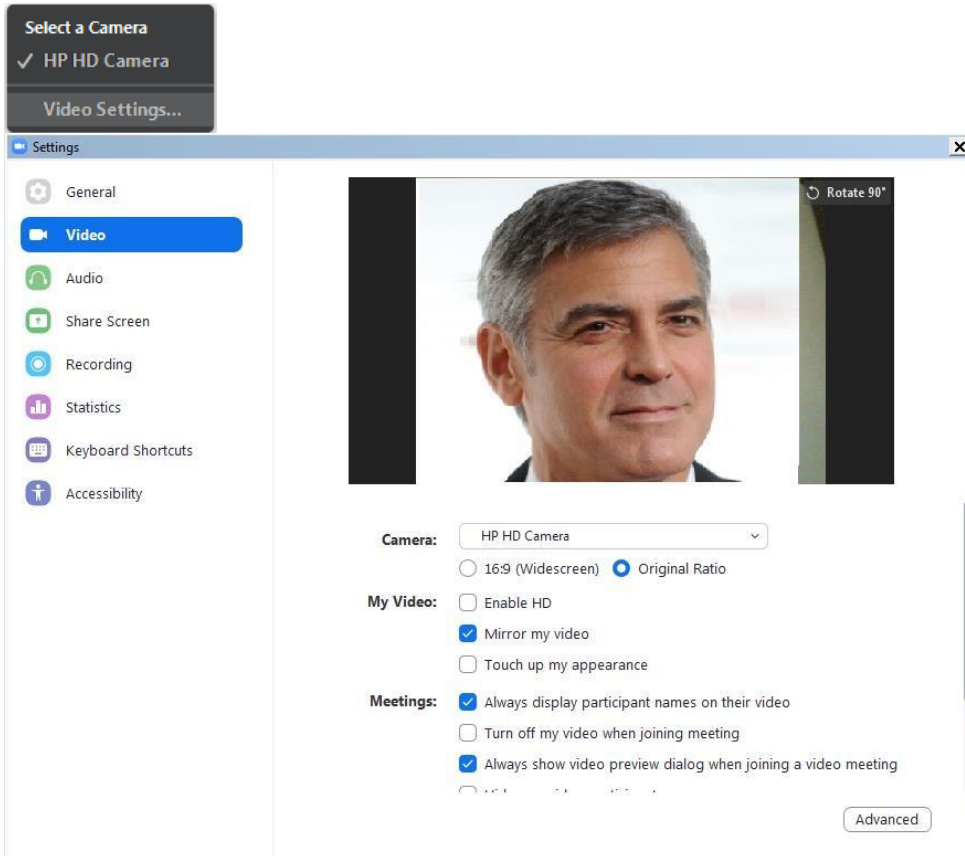 Select a Camera
✓ HP HD Camera
Video Settings...
Settings
General
Rotate 90°
Video
Audio
Share Screen
Recording
Statistics
Keyboard Shortcuts
Accessibility
Camera: HP HD Camera
16:9 (Widescreen) Original Ratio
My Video: Enable HD
Mirror my video
Touch up my appearance
Meetings: Always display participant names on their video
Turn off my video when joining meeting
Always show video preview dialog when joining a video meeting
Advanced